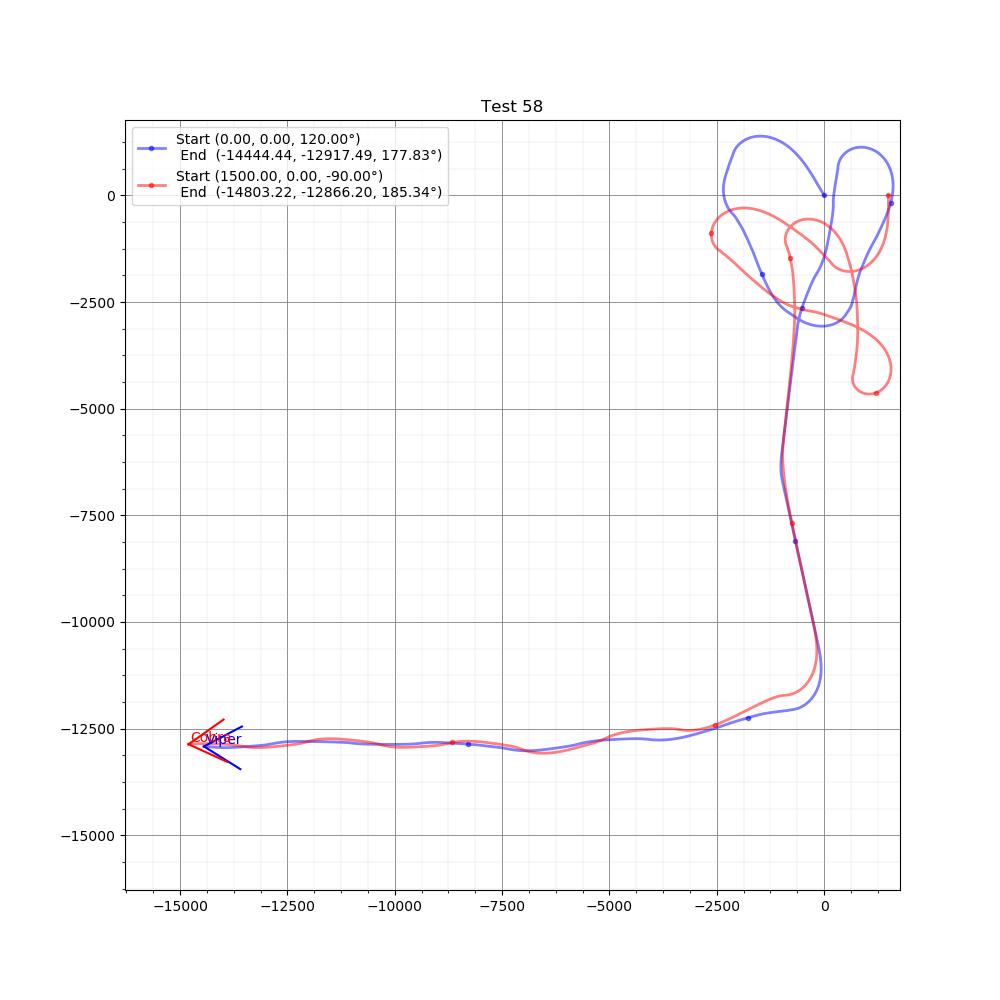 Test 58
Start (0.00, 0.00, 120.00°)
End  (-14444.44, -12917.49, 177.83°)
Start (1500.00, 0.00, -90.00°)
End  (-14803.22, -12866.20, 185.34°)
0
−2500
−5000
−7500
−10000
−12500
−15000
Cobra
Viper
−15000 −12500 −10000 −7500 −5000 −2500 0